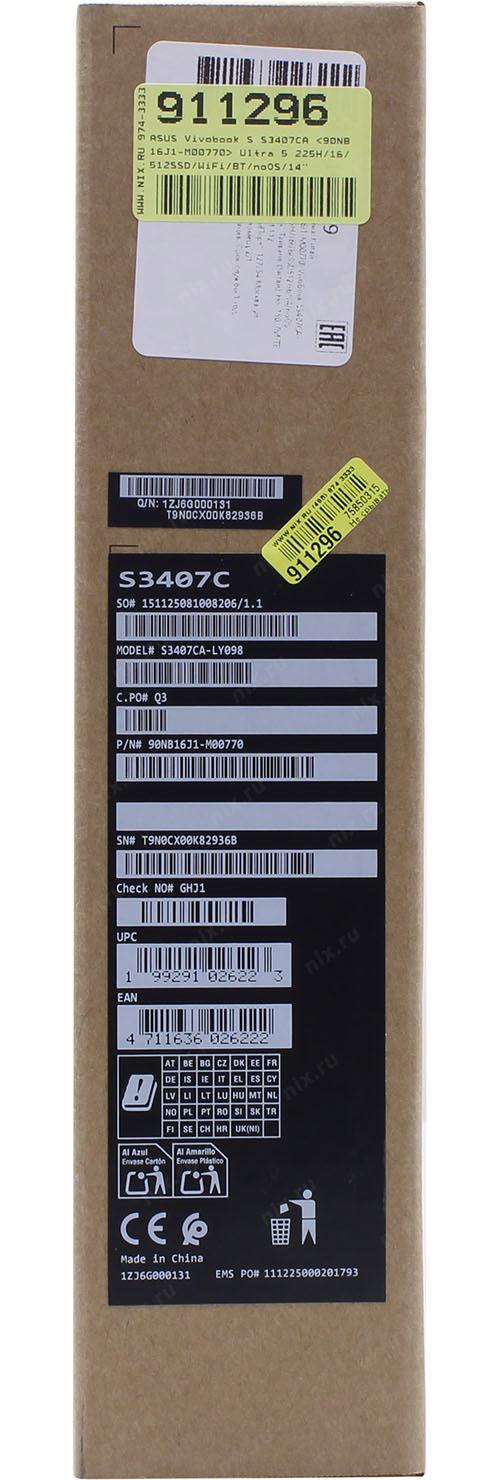 WWW.NIX.RU 974-3333
911296
ASUS Vivobook S S3407CA <90NB
16J1-M00770> Ultra 5 225H/16/
512SSD/WiFi/BT/noOS/14"
EAC
www.nix.ru (495) 974 3333
911296
75850315
Q/N: 1ZJ6G000131
T9N0CX00K82936B
S3407C
SO# 151125081008206/1.1
MODEL# S3407CA-LY098
C.PO# Q3
P/N# 90NB16J1-M00770
SN# T9N0CX00K82936B
Check NO# GHJ1
UPC
1 99291 02622 3
EAN
4 711636 026222
AT BE BG CZ DK EE FR
DE IS IE IT EL ES CY
LV LI LT LU HU MT NL
NO PL PT RO SI SK TR
FI SE CH HR UK(NI)
Al Azul
Envase Cartón
Al Amarillo
Envase Plástico
CE
Made in China
1ZJ6G000131 EMS PO# 111225000201793
nix.ru